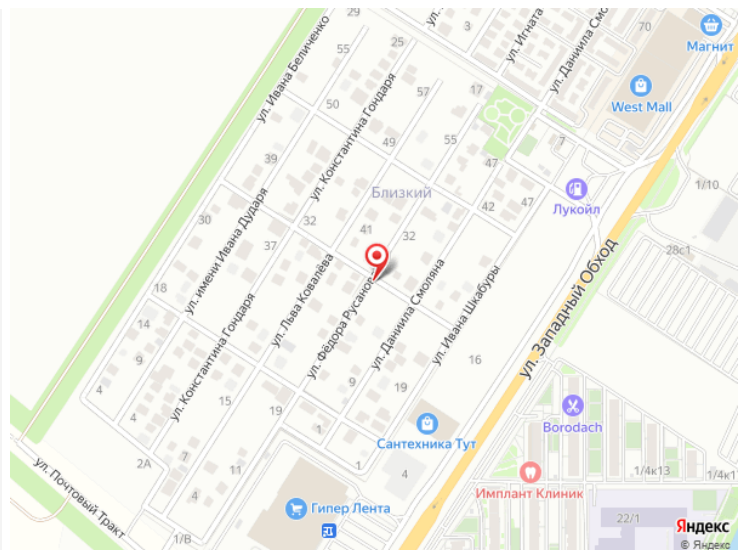 29
3
ул. Игната
ул. Даниила Смо
70
Магнит
West Mall
ул. Ивана Беличенко
55
25
57
17
50
ул. Константина Гондаря
7
49
55
47
1/10
39
Близкий
Лукойл
30
ул. имени Ивана Дударя
32
41
32
42
47
28с1
37
ул. Западный Обход
18
ул. Льва Ковалёва
ул. Фёдора Русанов
ул. Даниила Смоляна
ул. Ивана Шкабуры
14
9
ул. Константина Гондаря
16
4
4
15
19
9
19
1
Сантехника Тут
Borodach
2А
7
4
11
1
4
1/4к13
1/4к1
Имплант Клиник
ул. Почтовый Тракт
1/В
Гипер Лента
22/1
Яндекс
© Яндекс